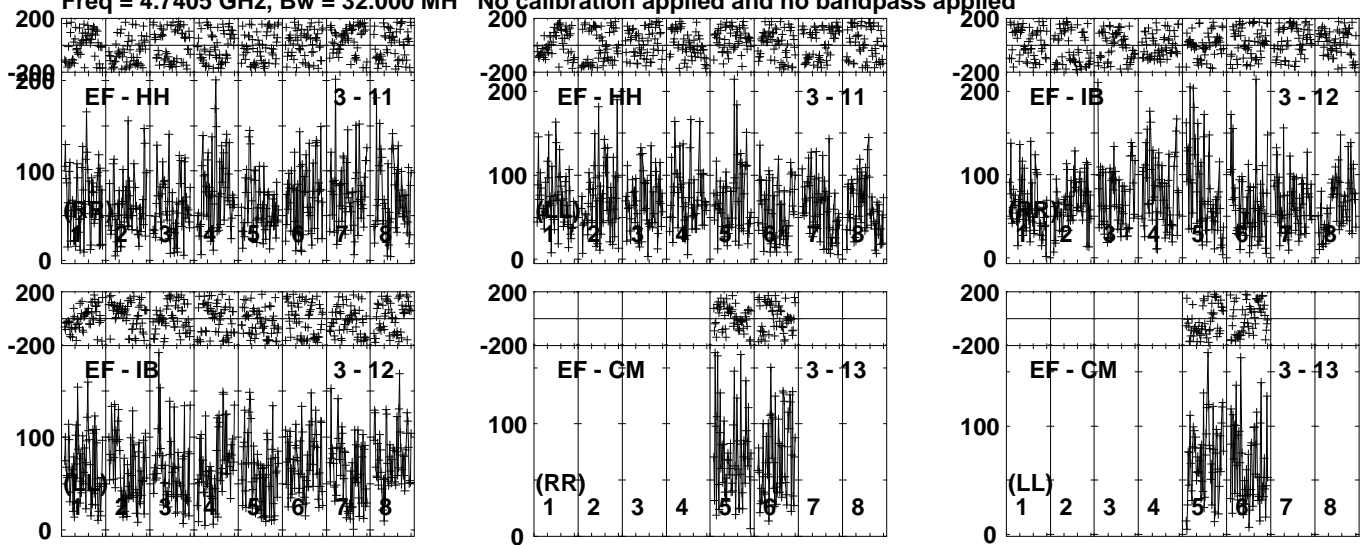 Freq = 4.7405 GHz, Bw = 32.000 MH No calibration applied and no bandpass applied
200
-200
200
EF - HH 3 - 11
100
(RR)
1 2 3 4 5 6 7 8
0
200
-200
200
EF - HH 3 - 11
100
(LL)
1 2 3 4 5 6 7 8
0
200
-200
200
EF - IB 3 - 12
100
(RR)
1 2 3 4 5 6 7 8
0
200
-200
EF - IB 3 - 12
100
(LL)
1 2 3 4 5 6 7 8
0
200
-200
EF - CM 3 - 13
100
(RR)
1 2 3 4 5 6 7 8
0
200
-200
EF - CM 3 - 13
100
(LL)
1 2 3 4 5 6 7 8
0